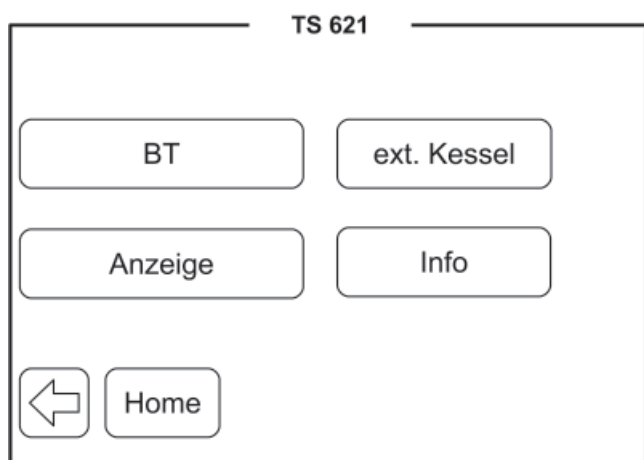 TS 621
BT
ext. Kessel
Anzeige
Info
Home